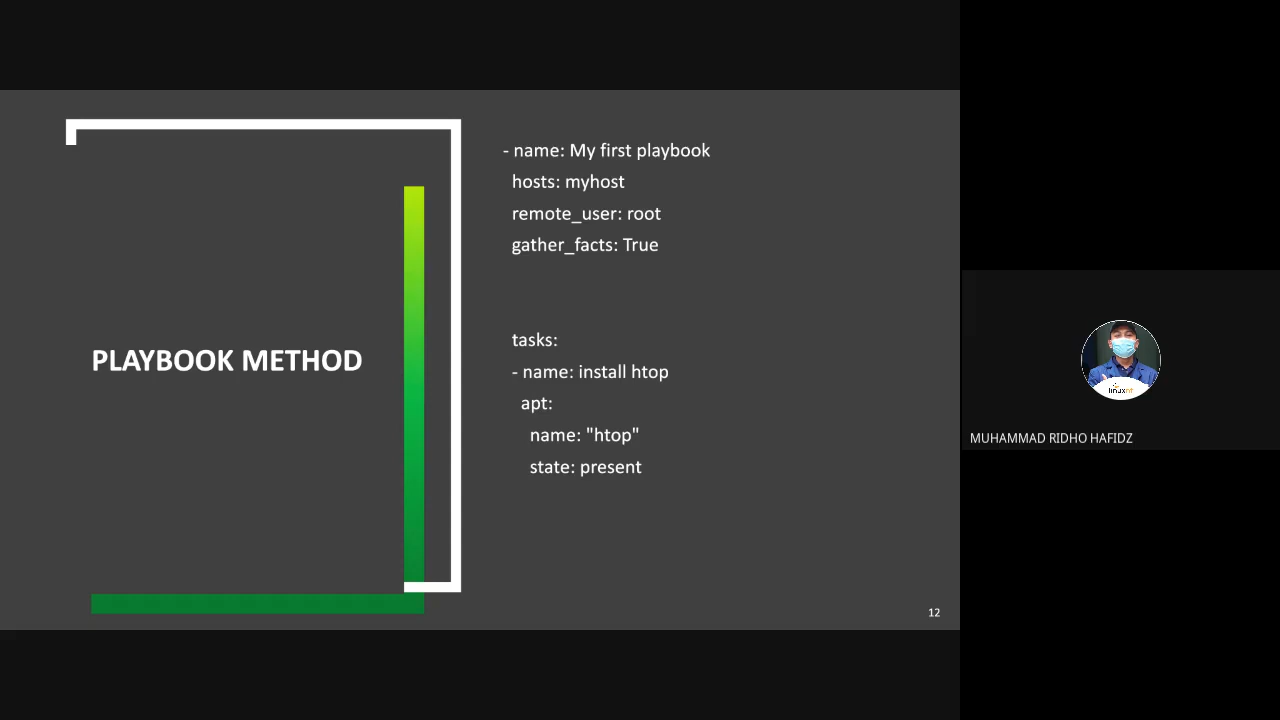 PLAYBOOK METHOD
- name: My first playbook
hosts: myhost
remote_user: root
gather_facts: True
tasks:
- name: install htop
apt:
name: "htop"
state: present
12
linuxnf
MUHAMMAD RIDHO HAFIDZ